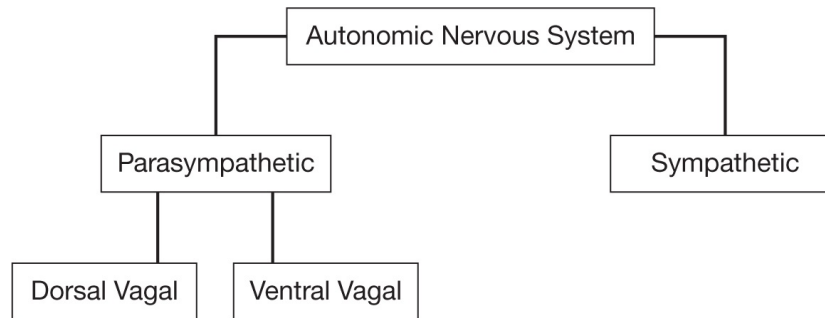 Autonomic Nervous System
Parasympathetic
Sympathetic
Dorsal Vagal
Ventral Vagal